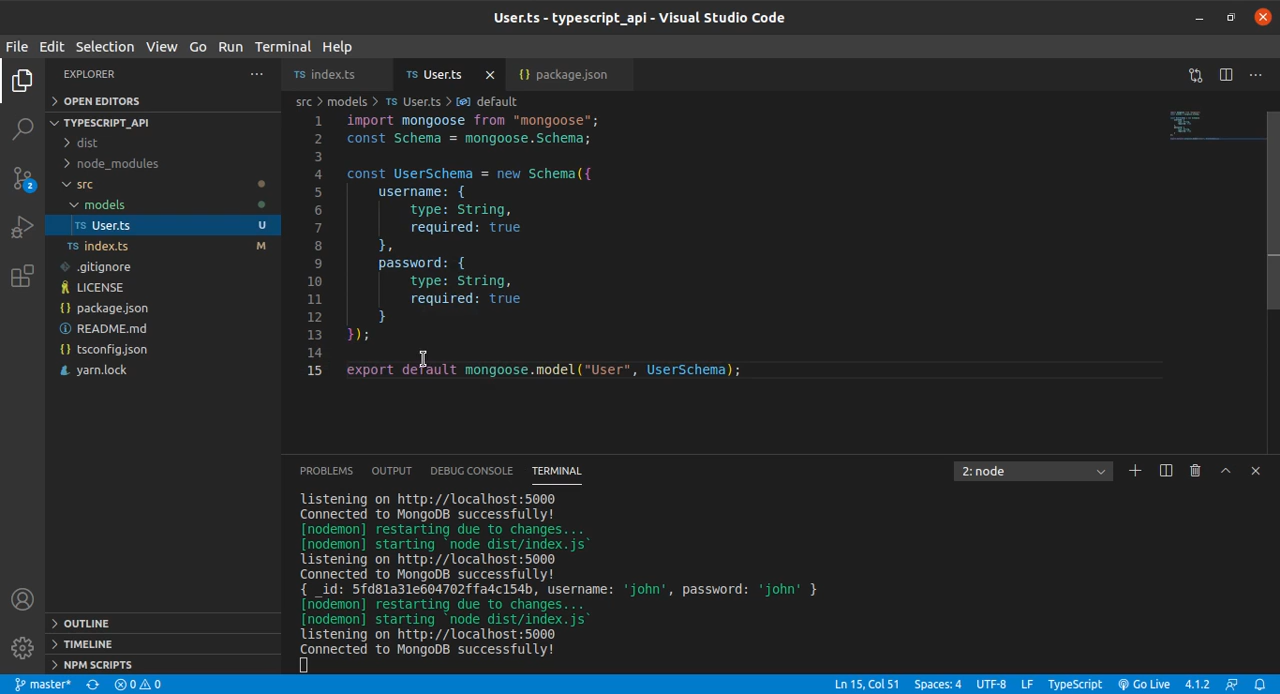 User.ts - typescript_api - Visual Studio Code
File Edit Selection View Go Run Terminal Help
EXPLORER
OPEN EDITORS
TYPESCRIPT_API
dist
node_modules
src
models
TS User.ts U
TS index.ts M
.gitignore
LICENSE
{} package.json
README.md
{} tsconfig.json
yarn.lock
OUTLINE
TIMELINE
NPM SCRIPTS
2
TS index.ts TS User.ts {} package.json
src > models > TS User.ts > default
1 import mongoose from "mongoose";
2 const Schema = mongoose.Schema;
3
4 const UserSchema = new Schema({
5 username: {
6 type: String,
7 required: true
8 },
9 password: {
10 type: String,
11 required: true
12 }
13 });
14
15 export default mongoose.model("User", UserSchema);
PROBLEMS OUTPUT DEBUG CONSOLE TERMINAL 2: node
listening on http://localhost:5000
Connected to MongoDB successfully!
[nodemon] restarting due to changes...
[nodemon] starting `node dist/index.js`
listening on http://localhost:5000
Connected to MongoDB successfully!
{ _id: 5fd81a31e604702ffa4c154b, username: 'john', password: 'john' }
[nodemon] restarting due to changes...
[nodemon] starting `node dist/index.js`
listening on http://localhost:5000
Connected to MongoDB successfully!
master* 0 0 Ln 15, Col 51 Spaces: 4 UTF-8 LF TypeScript Go Live 4.1.2